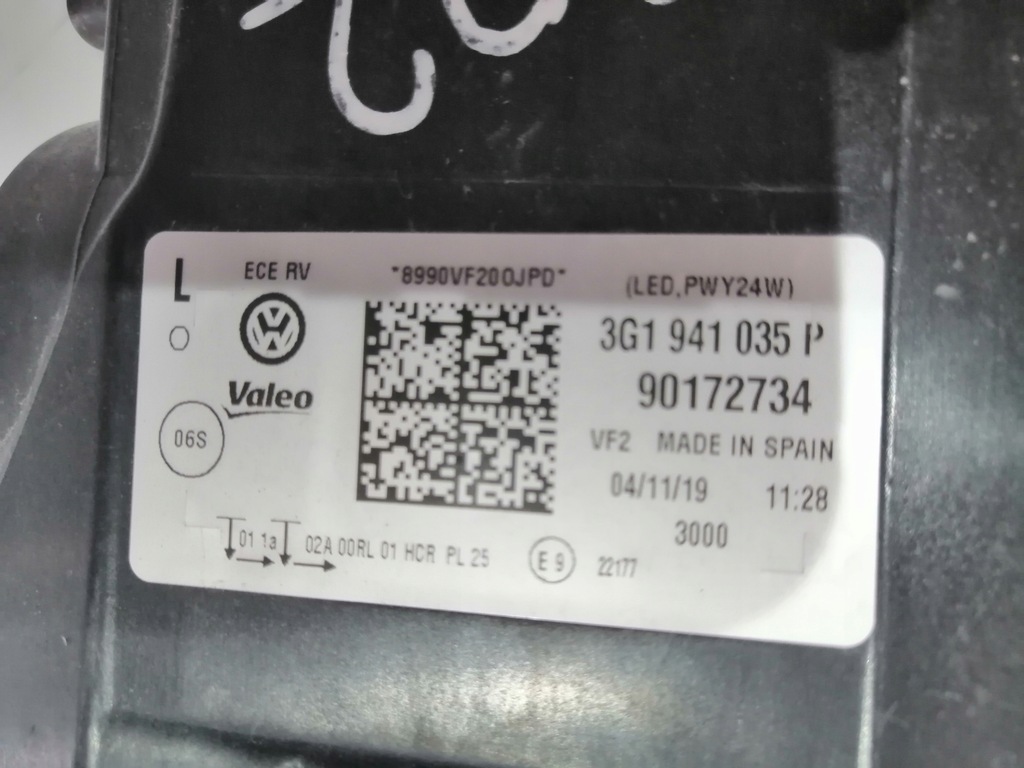 L
ECE RV
"8990VF200JPD"
(LED,PWY24W)
3G1 941 035 P
Valeo
90172734
06S
VF2 MADE IN SPAIN
04/11/19 11:28
3000
01 1a 02A 00RL 01 HCR PL 25
E 9
22177